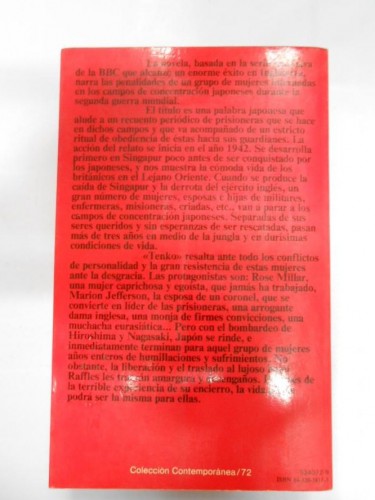 La novela, basada en la serie
de la BBC que alcanzó un enorme éxito en
narra las penalidades de un grupo de mujeres
en los campos de concentración japoneses durante la
segunda guerra mundial.
El título es una palabra japonesa que
alude a un recuento periódico de prisioneras que se hace
en dichos campos y que va acompañado de un estricto
ritual de obediencia de éstas hacia sus guardianes. La
acción del relato se inicia en el año 1942. Se desarrolla
primero en Singapur poco antes de ser conquistado por
los japoneses, y nos muestra la cómoda vida de los
británicos en el Lejano Oriente. Cuando se produce la
caída de Singapur y la derrota del ejército inglés, un
gran número de mujeres, esposas e hijas de militares,
enfermeras, misioneras, criadas, etc., van a parar a los
campos de concentración japoneses. Separadas de sus
seres queridos y sin esperanzas de ser rescatadas, pasan
más de tres años en medio de la jungla y en durísimas
condiciones de vida.
«Tenko» resalta ante todo los conflictos
de personalidad y la gran resistencia de estas mujeres
ante la desgracia. Las protagonistas son: Rose Millar,
una mujer caprichosa y egoísta, que jamás ha trabajado,
Marion Jefferson, la esposa de un coronel, que se
convierte en líder de las prisioneras, una arrogante
dama inglesa, una monja de firmes convicciones, una
muchacha eurasiática... Pero con el bombardeo de
Hiroshima y Nagasaki, Japón se rinde, e
inmediatamente terminan para aquel grupo de mujeres
años enteros de humillaciones y sufrimientos. No
obstante, la liberación y el traslado al lujoso
Raffles les
de
la terrible experiencia de su encierro, la vida
podrá ser la misma para ellas.
Colección Contemporánea/72